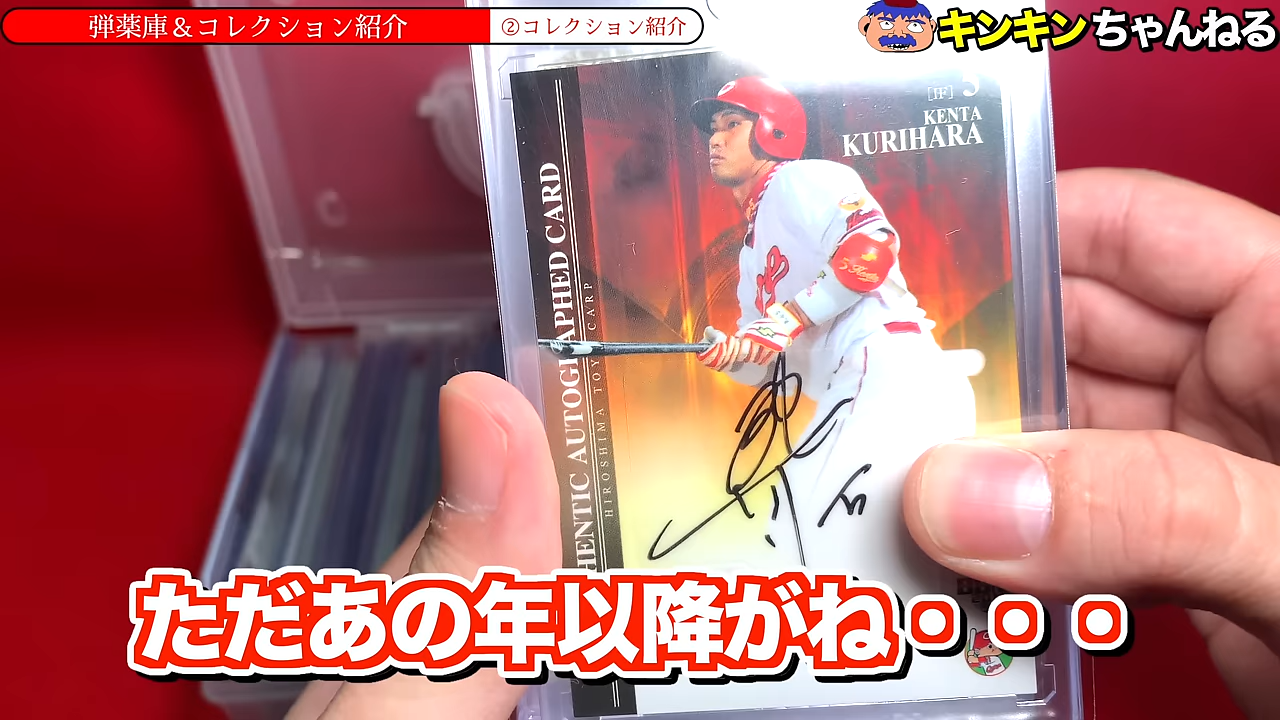 弾薬庫＆コレクション紹介
②コレクション紹介
キンキンちゃんねる
[IF] 5
KENTA
KURIHARA
HENTIC AUTOGRAPHED CARD
HIROSHIMA TOYO CARP
ただあの年以降がね・・・